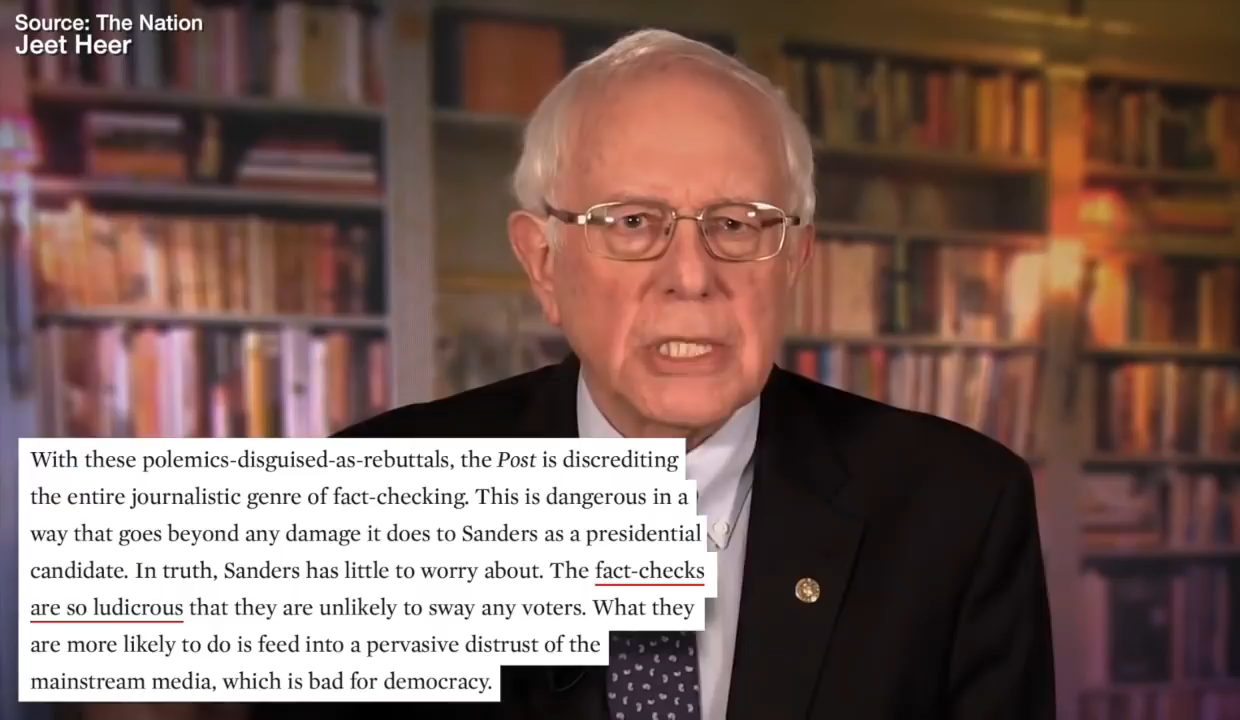 Source: The Nation
Jeet Heer
With these polemics-disguised-as-rebuttals, the Post is discrediting
the entire journalistic genre of fact-checking. This is dangerous in a
way that goes beyond any damage it does to Sanders as a presidential
candidate. In truth, Sanders has little to worry about. The fact-checks
are so ludicrous that they are unlikely to sway any voters. What they
are more likely to do is feed into a pervasive distrust of the
mainstream media, which is bad for democracy.